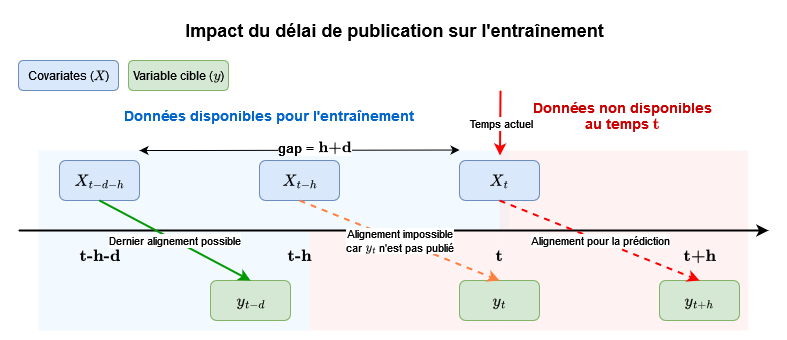 Impact du délai de publication sur l'entraînement
Covariates (X)
Variable cible (y)
Données disponibles pour l'entraînement
Données non disponibles
au temps t
Temps actuel
gap = h+d
X_{t-d-h}
X_{t-h}
X_t
Dernier alignement possible
Alignement impossible
car y_t n'est pas publié
Alignement pour la prédiction
t-h-d
t-h
t
t+h
y_{t-d}
y_t
y_{t+h}